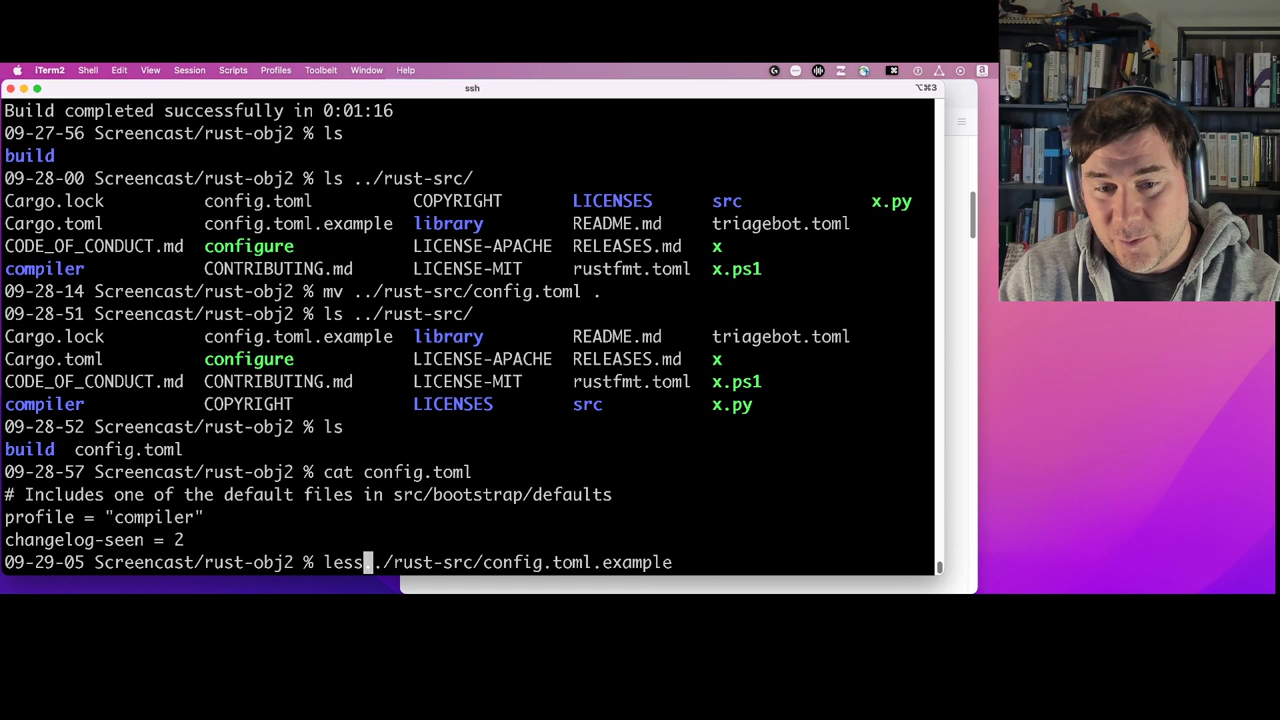 iTerm2 Shell Edit View Session Scripts Profiles Toolbelt Window Help
ssh ⌥⌘3
Build completed successfully in 0:01:16
09-27-56 Screencast/rust-obj2 % ls
build
09-28-00 Screencast/rust-obj2 % ls ../rust-src/
Cargo.lock config.toml COPYRIGHT LICENSES src x.py
Cargo.toml config.toml.example library README.md triagebot.toml
CODE_OF_CONDUCT.md configure LICENSE-APACHE RELEASES.md x
compiler CONTRIBUTING.md LICENSE-MIT rustfmt.toml x.ps1
09-28-14 Screencast/rust-obj2 % mv ../rust-src/config.toml .
09-28-51 Screencast/rust-obj2 % ls ../rust-src/
Cargo.lock config.toml.example library README.md triagebot.toml
Cargo.toml configure LICENSE-APACHE RELEASES.md x
CODE_OF_CONDUCT.md CONTRIBUTING.md LICENSE-MIT rustfmt.toml x.ps1
compiler COPYRIGHT LICENSES src x.py
09-28-52 Screencast/rust-obj2 % ls
build config.toml
09-28-57 Screencast/rust-obj2 % cat config.toml
# Includes one of the default files in src/bootstrap/defaults
profile = "compiler"
changelog-seen = 2
09-29-05 Screencast/rust-obj2 % less../rust-src/config.toml.example